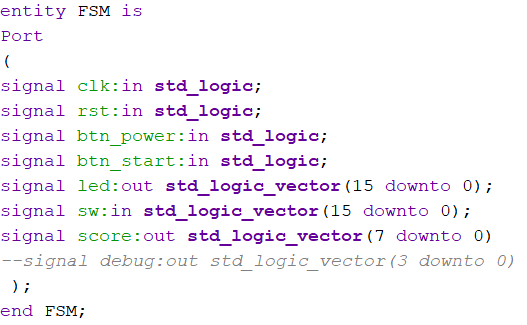 entity FSM is
Port
(
signal clk:in std_logic;
signal rst:in std_logic;
signal btn_power:in std_logic;
signal btn_start:in std_logic;
signal led:out std_logic_vector(15 downto 0);
signal sw:in std_logic_vector(15 downto 0);
signal score:out std_logic_vector(7 downto 0)
--signal debug:out std_logic_vector(3 downto 0)
);
end FSM;